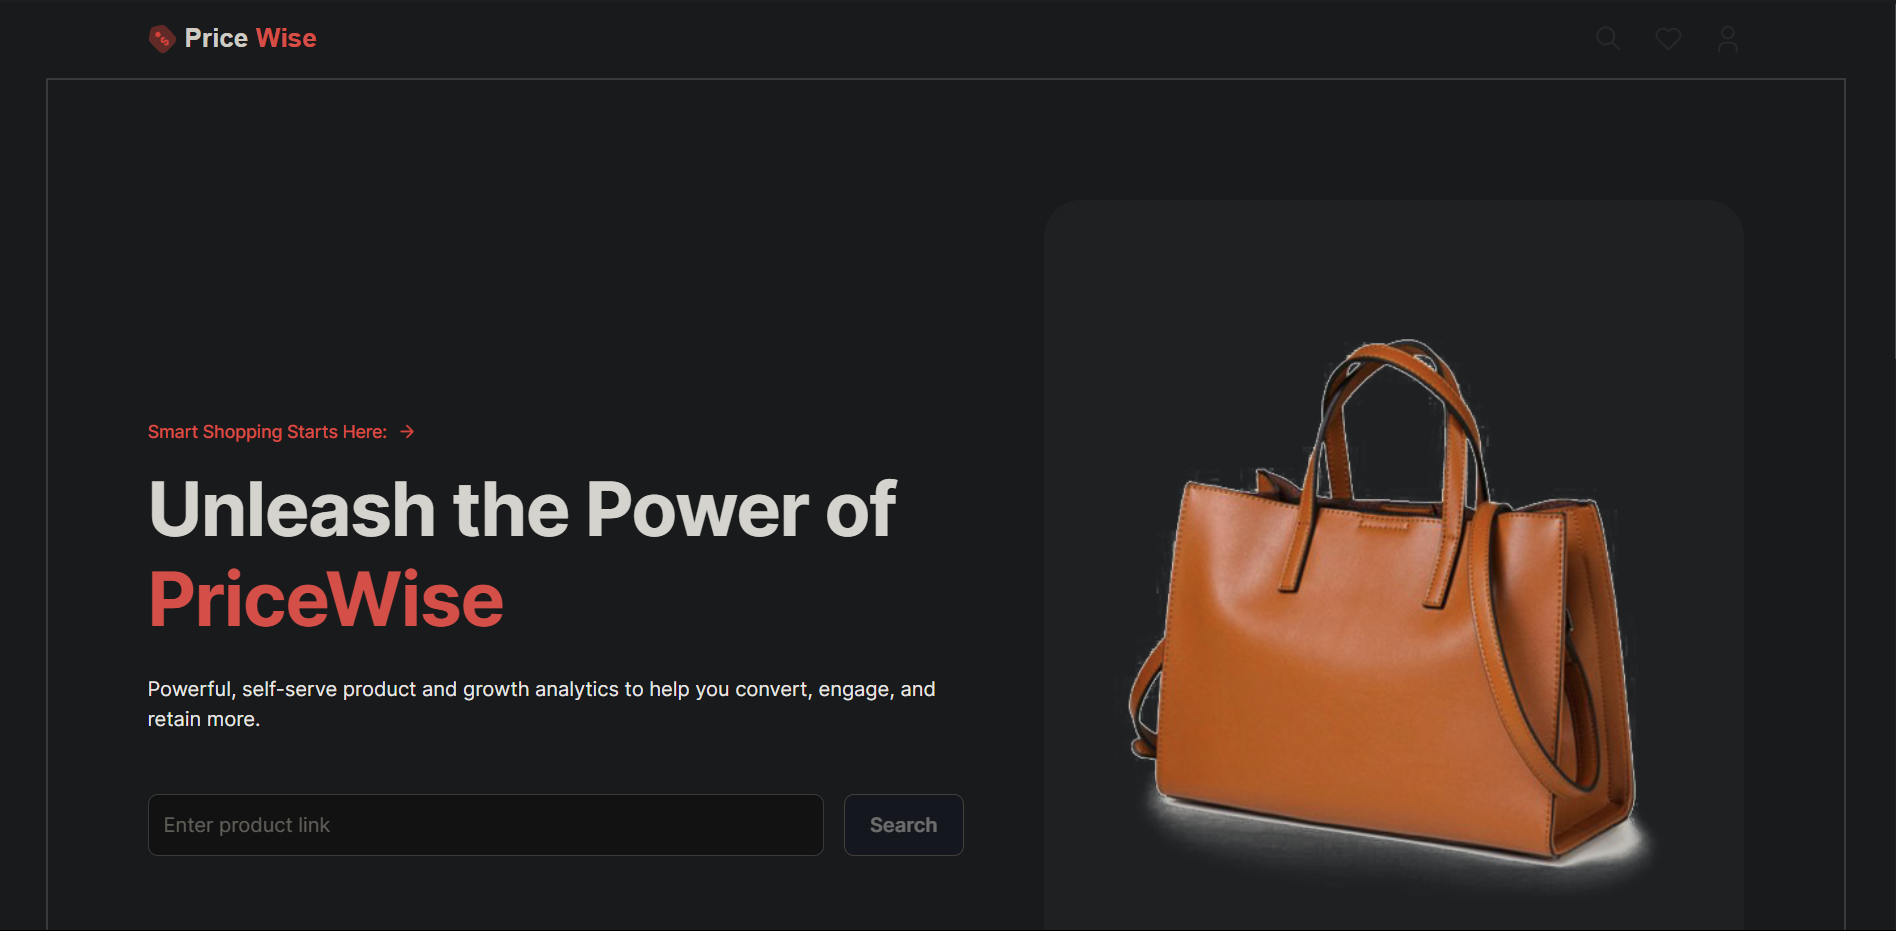 Price Wise
Smart Shopping Starts Here:
Unleash the Power of
PriceWise
Powerful, self-serve product and growth analytics to help you convert, engage, and
retain more.
Enter product link
Search